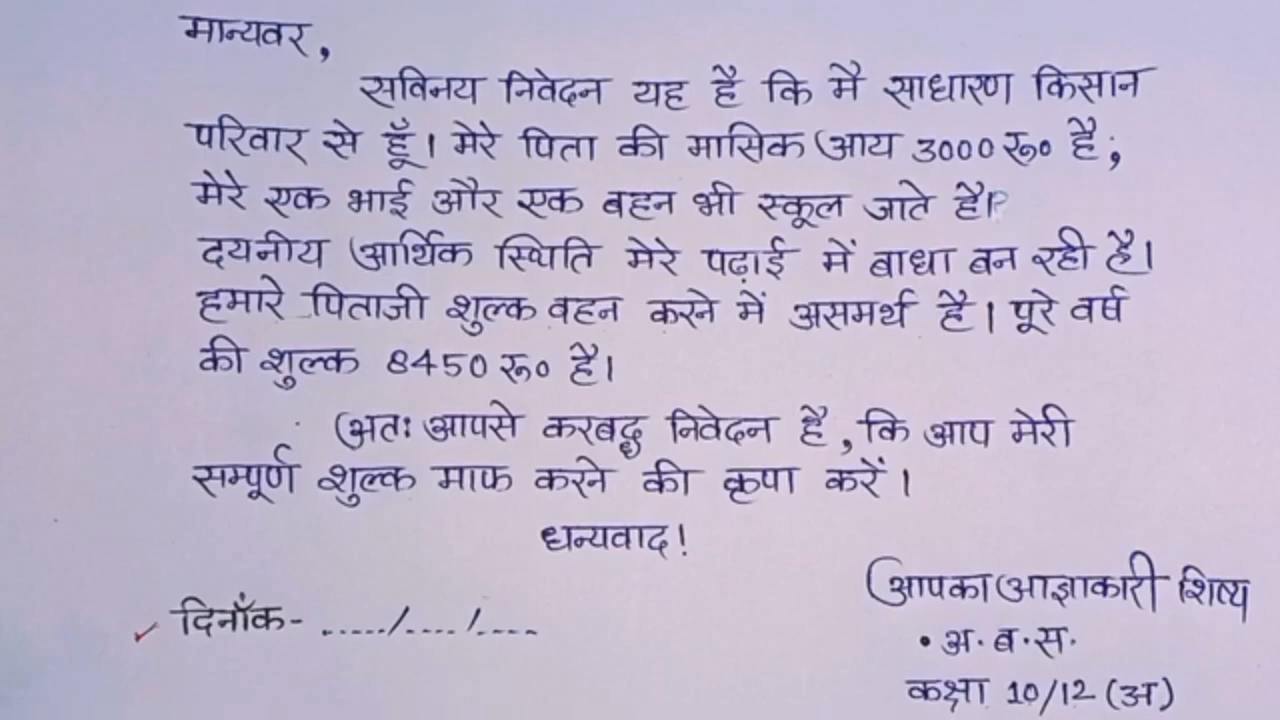 मान्यवर,
सविनय निवेदन यह है कि मै साधारण किसान
परिवार से हूँ। मेरे पिता की मासिक आय 3000 रू० है;
मेरे एक भाई और एक बहन भी स्कूल जाते है।
दयनीय आर्थिक स्थिति मेरे पढ़ाई में बाधा बन रही है।
हमारे पिताजी शुल्क वहन करने में असमर्थ है। पूरे वर्ष
की शुल्क 8450 रू० है।
अतः आपसे करबद्ध निवेदन है, कि आप मेरी
सम्पूर्ण शुल्क माफ करने की कृपा करें।
धन्यवाद!
आपका आज्ञाकारी शिष्य
दिनाँक- ...../..../....
• अ.ब.स.
कक्षा 10/12 (अ)